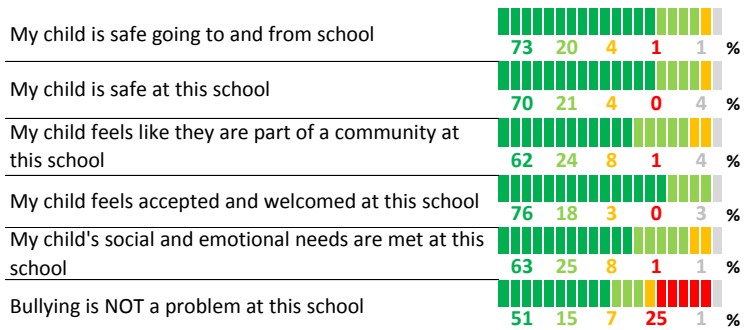 My child is safe going to and from school
73 20 4 1 1 %
My child is safe at this school
70 21 4 0 4 %
My child feels like they are part of a community at
this school
62 24 8 1 4 %
My child feels accepted and welcomed at this school
76 18 3 0 3 %
My child's social and emotional needs are met at this
school
63 25 8 1 1 %
Bullying is NOT a problem at this school
51 15 7 25 1 %